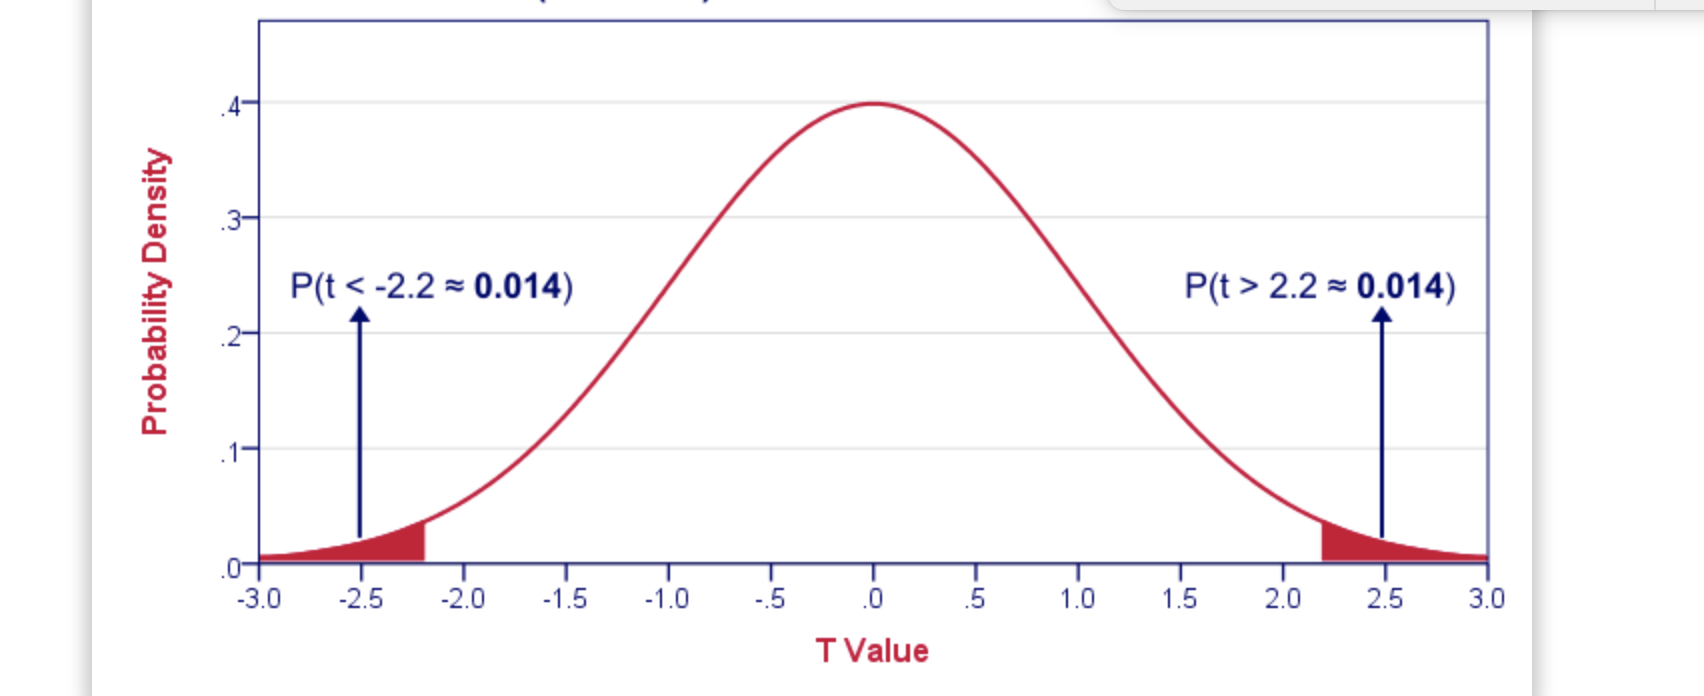 Probability Density
.4
.3
.2
.1
.0
P(t < -2.2 ≈ 0.014)
P(t > 2.2 ≈ 0.014)
-3.0 -2.5 -2.0 -1.5 -1.0 -.5 .0 .5 1.0 1.5 2.0 2.5 3.0
T Value